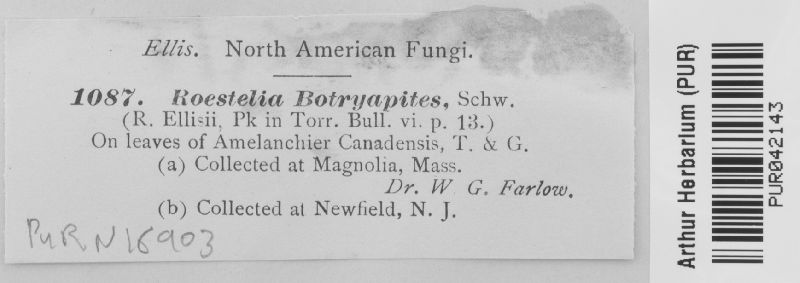 Ellis. North American Fungi.
1087. Roestelia Botryapites, Schw.
(R. Ellisii, Pk in Torr. Bull. vi. p. 13.)
On leaves of Amelanchier Canadensis, T. & G.
(a) Collected at Magnolia, Mass.
Dr. W. G. Farlow.
(b) Collected at Newfield, N. J.
PUR N16903
Arthur Herbarium (PUR)
PUR042143